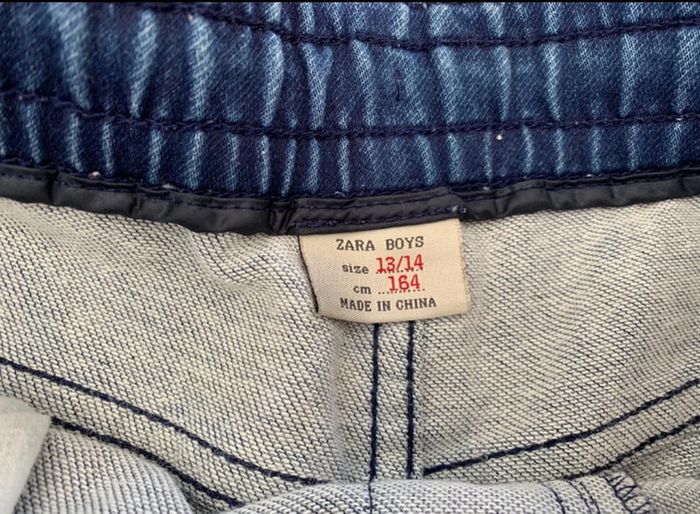 ZARA BOYS
size 13/14
cm 164
MADE IN CHINA